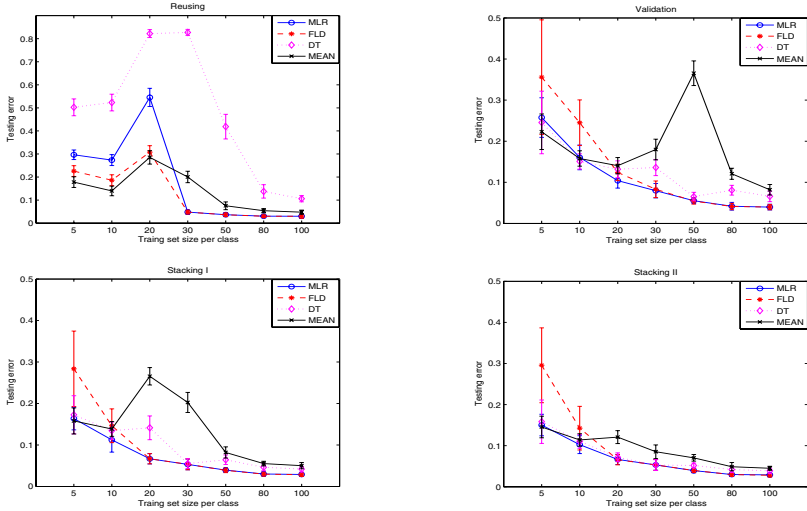 Reusing
Testing error
0.8
0.7
0.6
0.5
0.4
0.3
0.2
0.1
0
5 10 20 30 50 80 100
Traing set size per class
MLR
FLD
DT
MEAN
Validation
Testing error
0.5
0.4
0.3
0.2
0.1
0
5 10 20 30 50 80 100
Traing set size per class
MLR
FLD
DT
MEAN
Stacking I
Testing error
0.5
0.4
0.3
0.2
0.1
0
5 10 20 30 50 80 100
Traing set size per class
MLR
FLD
DT
MEAN
Stacking II
Testing error
0.5
0.4
0.3
0.2
0.1
0
5 10 20 30 50 80 100
Traing set size per class
MLR
FLD
DT
MEAN